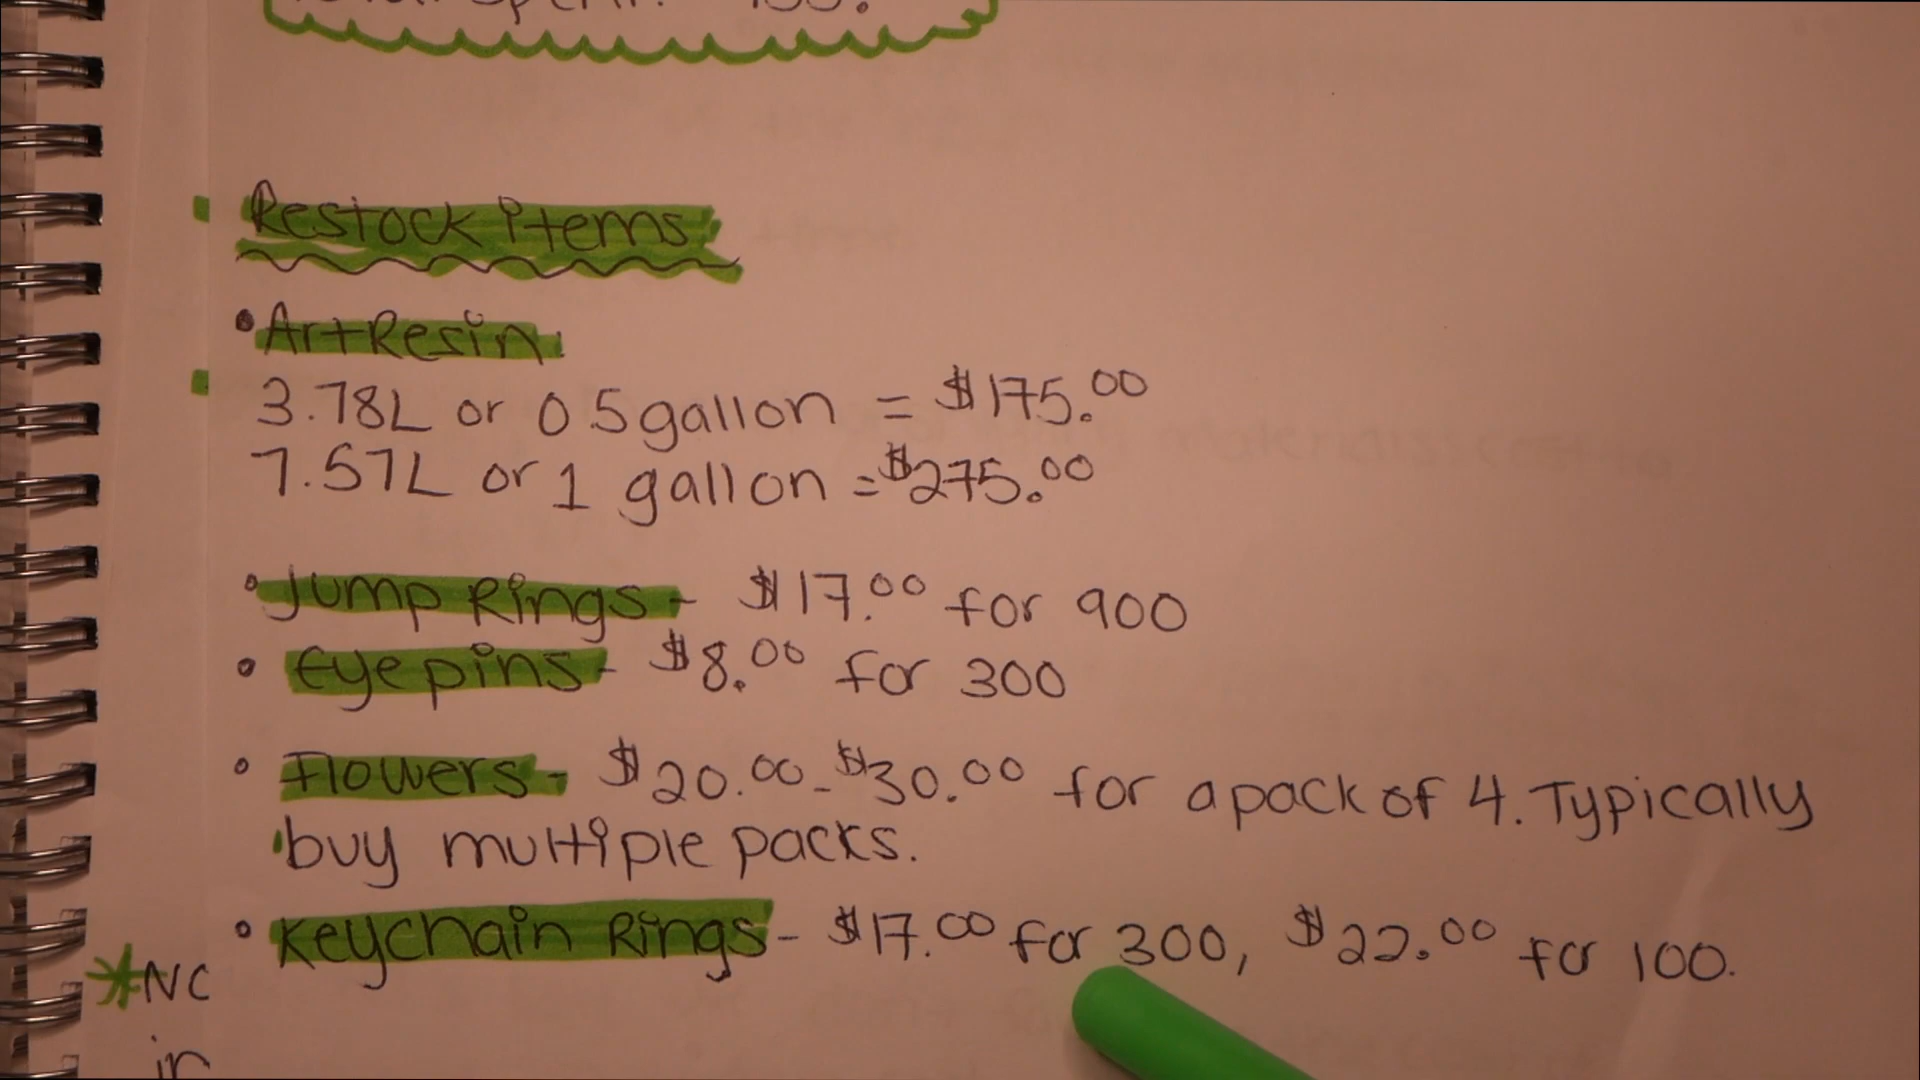 Restock items
• ArtResin
3.78L or 0.5 gallon = $175.00
7.57L or 1 gallon = $275.00
• Jump Rings - $17.00 for 900
• Eyepins - $8.00 for 300
• Flowers - $20.00 - $30.00 for a pack of 4. Typically
buy multiple packs.
• Keychain Rings - $17.00 for 300, $22.00 for 100.